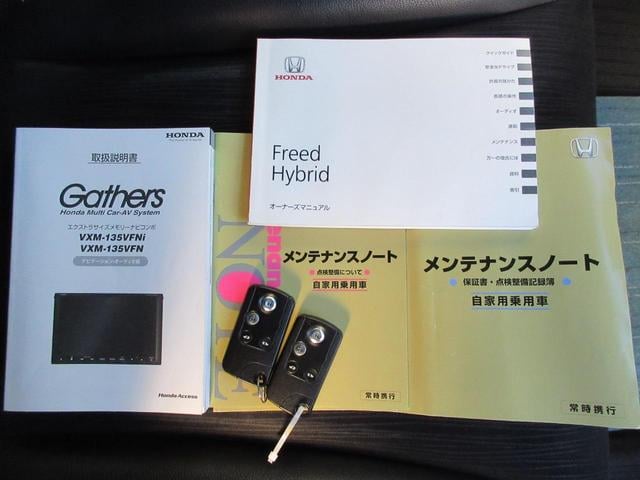 HONDA
Freed
Hybrid
オーナーズマニュアル
クイックガイド
安全なドライブ
計器の見かた
各部の操作
オーディオ
運転
メンテナンス
万一の場合には
資料
索引
HONDA
取扱説明書
Gathers
Honda Multi Car-AV System
エクストラサイズメモリーナビコンポ
VXM-135VFNi
VXM-135VFN
ナビゲーション・オーディオ編
Honda Access
NOTE
メンテナンスノート
点検整備について
自家用乗用車
常時携行
メンテナンスノート
保証書・点検整備記録簿
自家用乗用車
常時携行